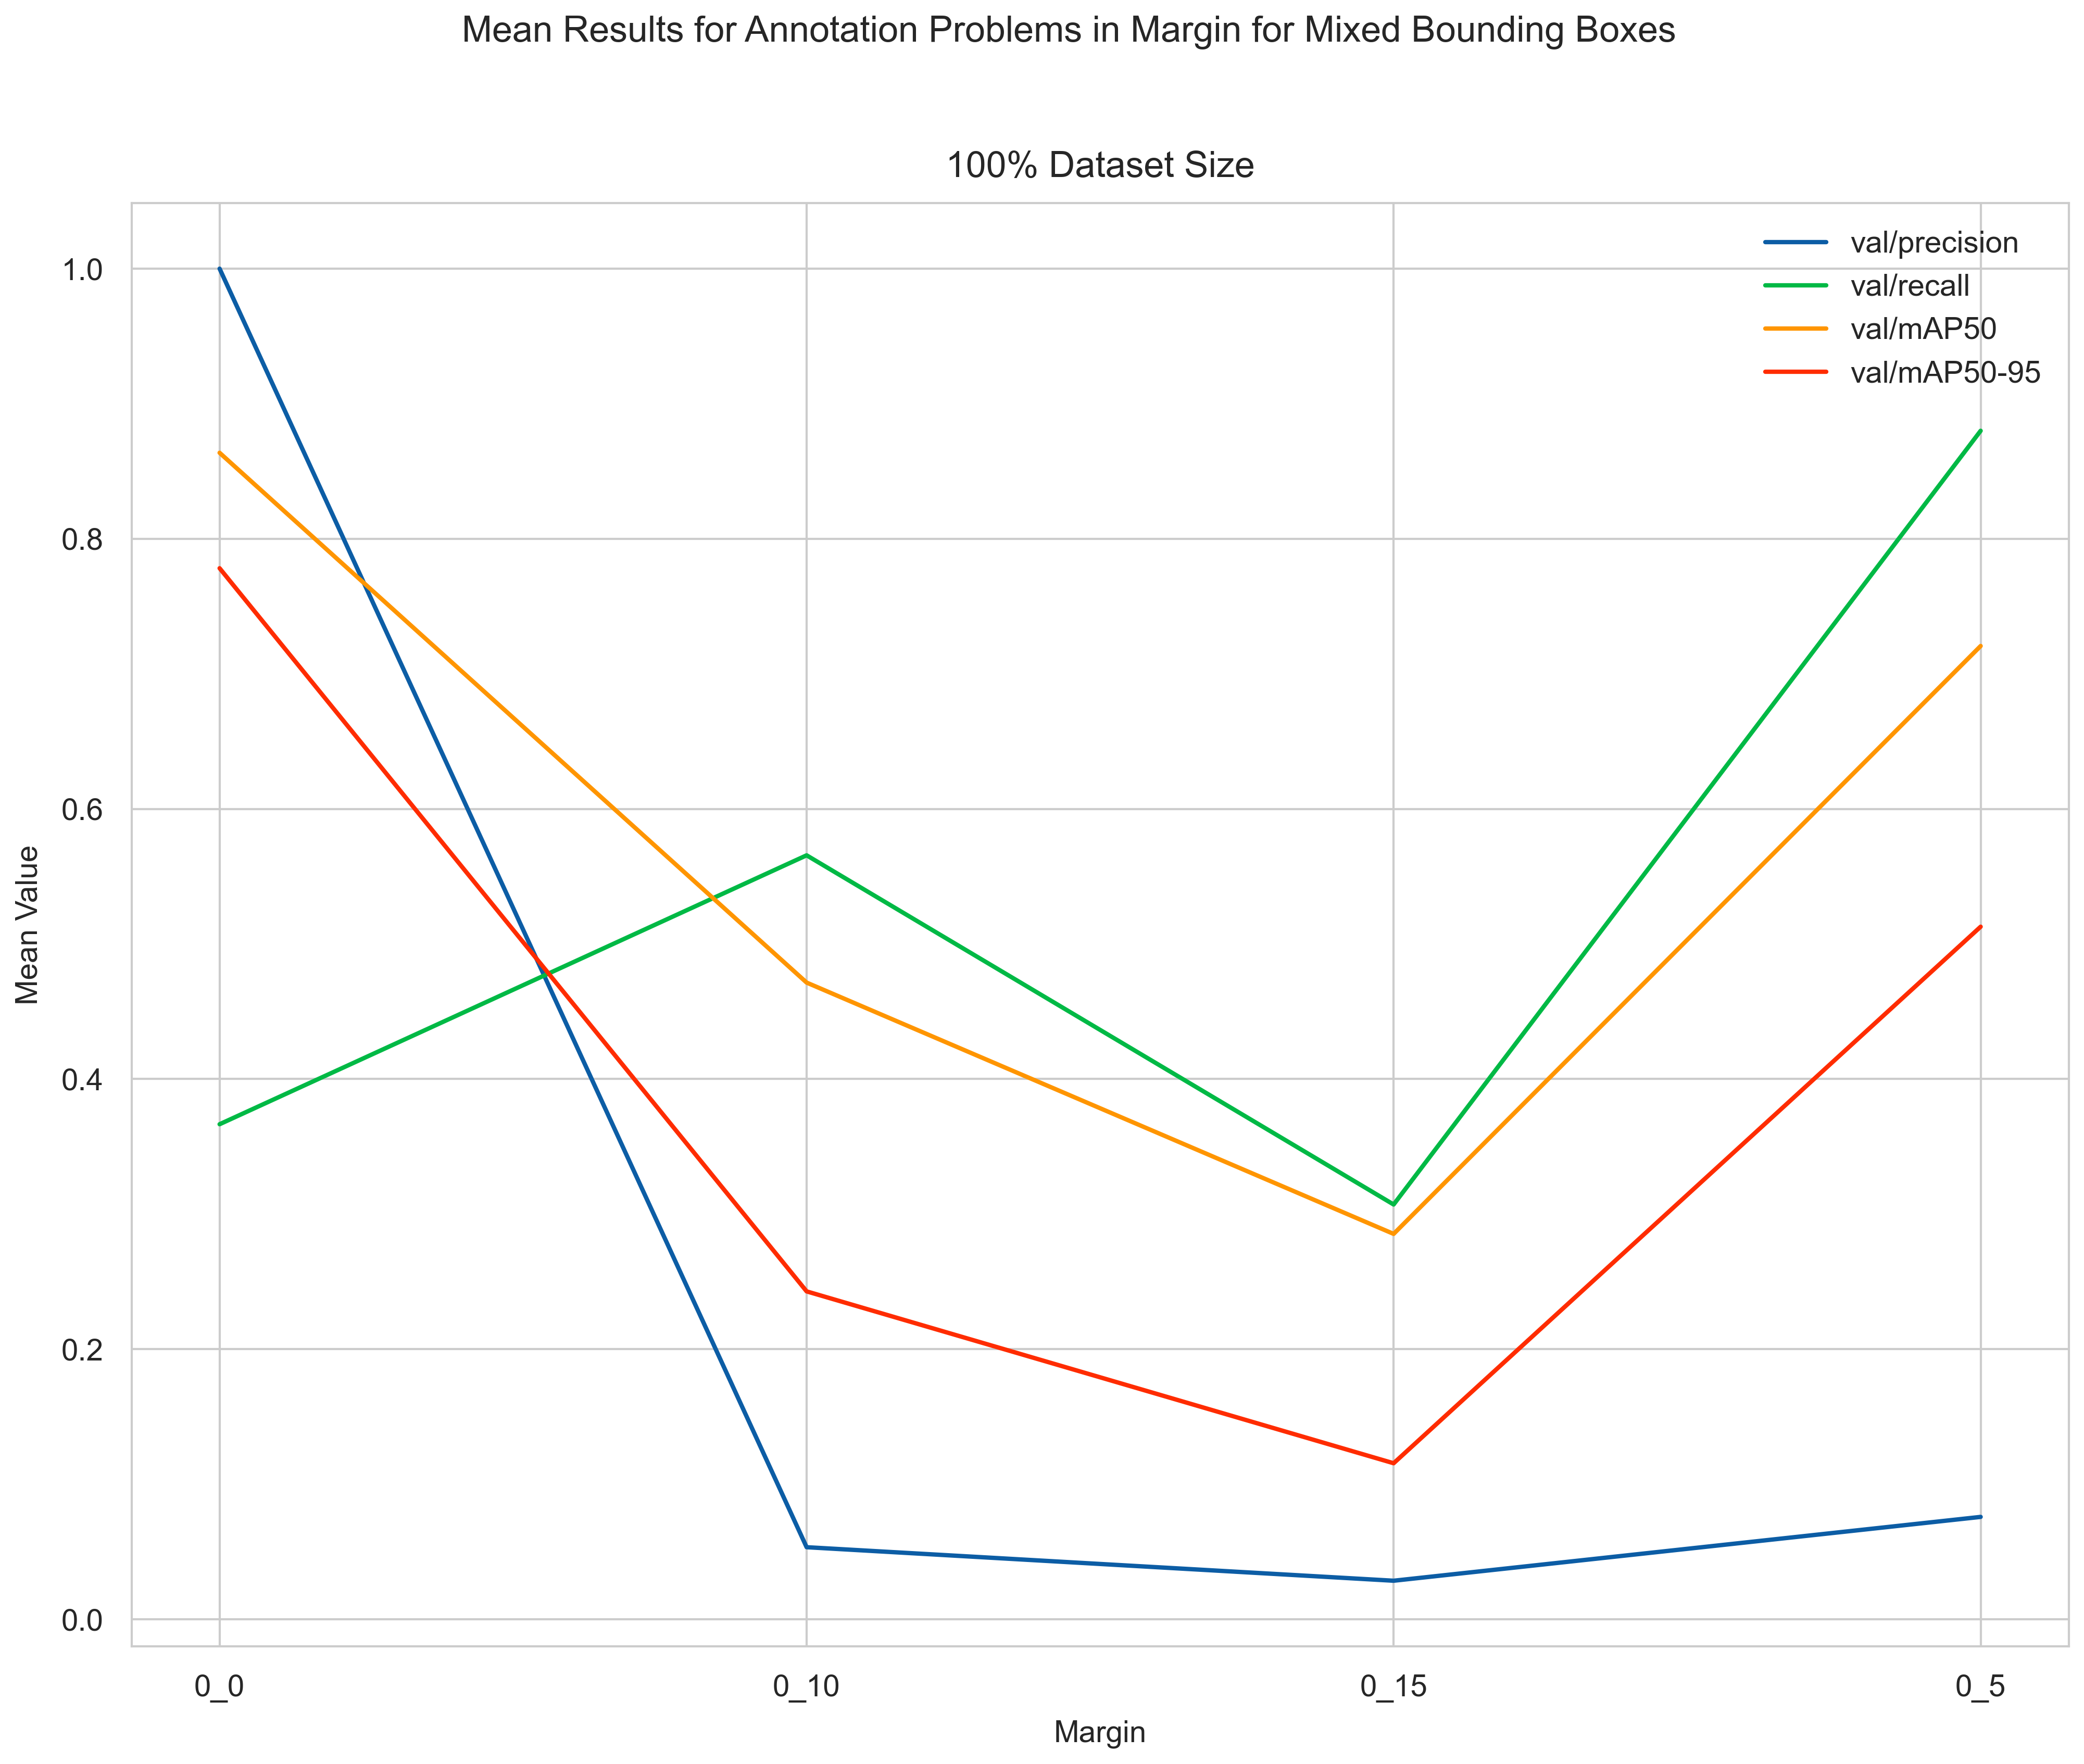 Mean Results for Annotation Problems in Margin for Mixed Bounding Boxes
100% Dataset Size
val/precision
val/recall
val/mAP50
val/mAP50-95
1.0
0.8
0.6
0.4
0.2
0.0
Mean Value
0_0 0_10 0_15 0_5
Margin